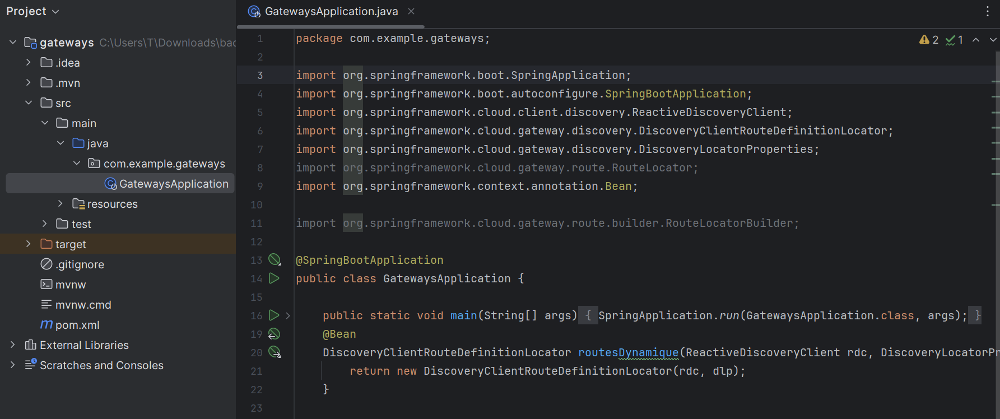 Project
gateways C:\Users\T\Downloads\bac
.idea
.mvn
src
main
java
com.example.gateways
GatewaysApplication
resources
test
target
.gitignore
mvnw
mvnw.cmd
pom.xml
External Libraries
Scratches and Consoles
GatewaysApplication.java
2 1
1 package com.example.gateways;
2
3 import org.springframework.boot.SpringApplication;
4 import org.springframework.boot.autoconfigure.SpringBootApplication;
5 import org.springframework.cloud.client.discovery.ReactiveDiscoveryClient;
6 import org.springframework.cloud.gateway.discovery.DiscoveryClientRouteDefinitionLocator;
7 import org.springframework.cloud.gateway.discovery.DiscoveryLocatorProperties;
8 import org.springframework.cloud.gateway.route.RouteLocator;
9 import org.springframework.context.annotation.Bean;
10
11 import org.springframework.cloud.gateway.route.builder.RouteLocatorBuilder;
12
13 @SpringBootApplication
14 public class GatewaysApplication {
15
16 public static void main(String[] args) { SpringApplication.run(GatewaysApplication.class, args); }
19 @Bean
20 DiscoveryClientRouteDefinitionLocator routesDynamique(ReactiveDiscoveryClient rdc, DiscoveryLocatorPr
21 return new DiscoveryClientRouteDefinitionLocator(rdc, dlp);
22 }
23